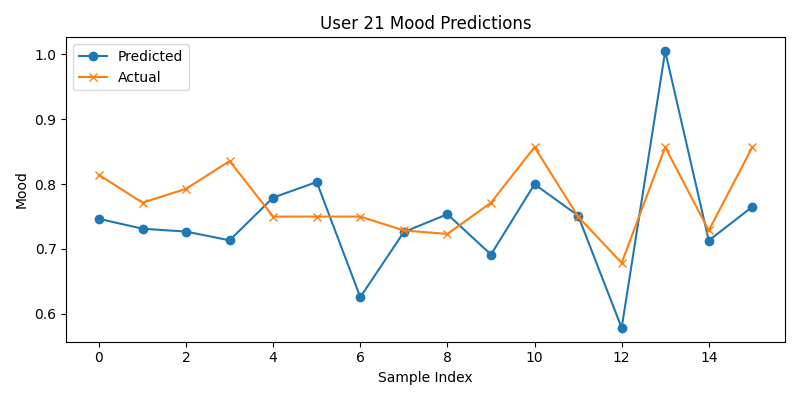 User 21 Mood Predictions
Predicted
Actual
Mood
1.0
0.9
0.8
0.7
0.6
0 2 4 6 8 10 12 14
Sample Index